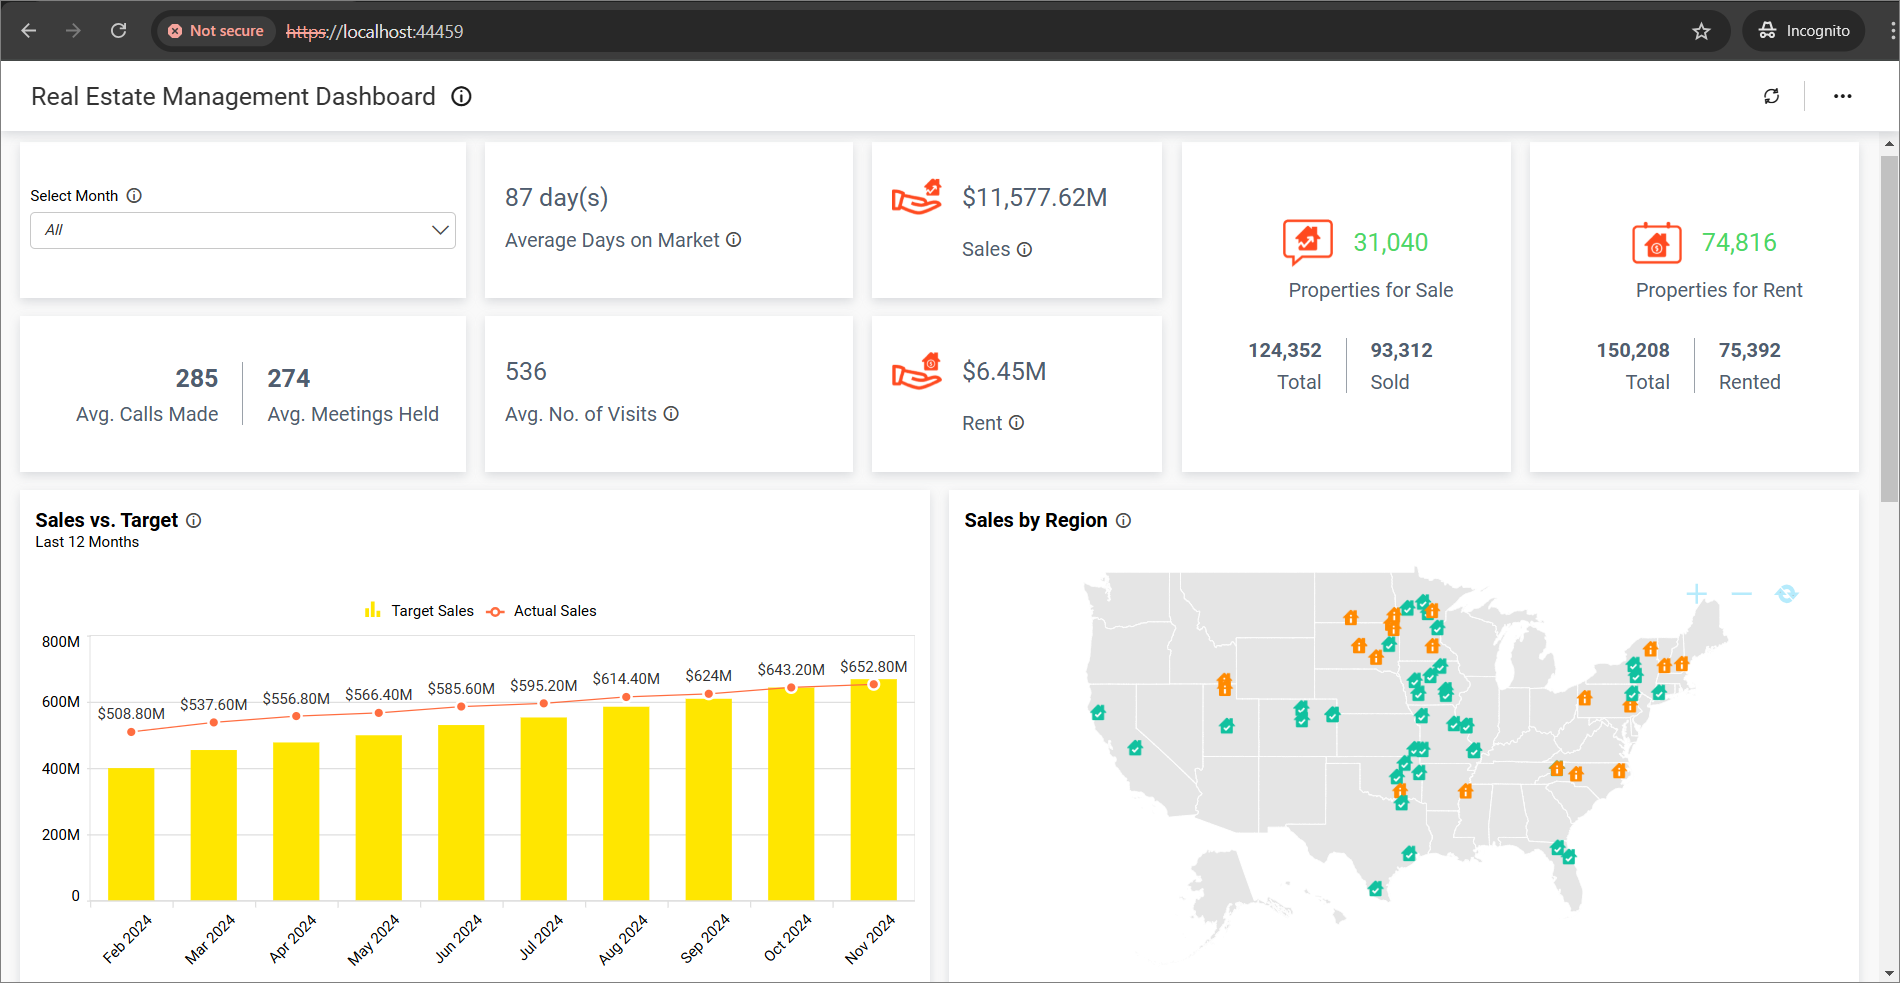 Not secure https://localhost:44459 Incognito
Real Estate Management Dashboard
Select Month
All
87 day(s)
Average Days on Market
$11,577.62M
Sales
31,040
Properties for Sale
124,352 93,312
Total Sold
74,816
Properties for Rent
150,208 75,392
Total Rented
285 274
Avg. Calls Made Avg. Meetings Held
536
Avg. No. of Visits
$6.45M
Rent
Sales vs. Target
Last 12 Months
Target Sales Actual Sales
800M
600M
400M
200M
0
$508.80M
$537.60M
$556.80M
$566.40M
$585.60M
$595.20M
$614.40M
$624M
$643.20M
$652.80M
Feb 2024
Mar 2024
Apr 2024
May 2024
Jun 2024
Jul 2024
Aug 2024
Sep 2024
Oct 2024
Nov 2024
Sales by Region